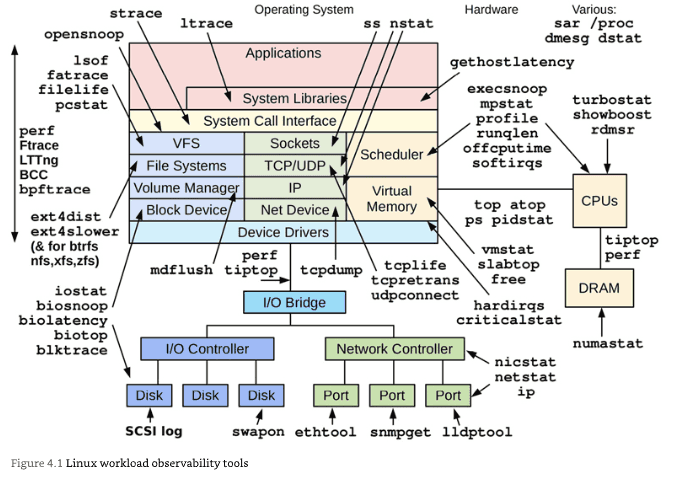 Operating System
Hardware
Various:
sar /proc
dmesg dstat
strace
opensnoop
ltrace
ss nstat
lsof
fatrace
filelife
pcstat
gethostlatency
Applications
System Libraries
System Call Interface
VFS
Sockets
Scheduler
File Systems
TCP/UDP
Volume Manager
IP
Virtual
Memory
Block Device
Net Device
Device Drivers
execsnoop
mpstat
profile
runqlen
offcputime
softirqs
turbostat
showboost
rdmsr
perf
Ftrace
LTTng
BCC
bpftrace
CPUs
top atop
ps pidstat
ext4dist
ext4slower
(& for btrfs
nfs,xfs,zfs)
mdflush
perf
tiptop
tcpdump
tcplife
tcpretrans
udpconnect
vmstat
slabtop
free
tiptop
perf
DRAM
hardirqs
criticalstat
numastat
iostat
biosnoop
biolatency
biotop
blktrace
I/O Bridge
I/O Controller
Network Controller
nicstat
netstat
ip
Disk
Disk
Disk
Port
Port
Port
SCSI log
swapon
ethtool
snmpget
lldptool
Figure 4.1 Linux workload observability tools